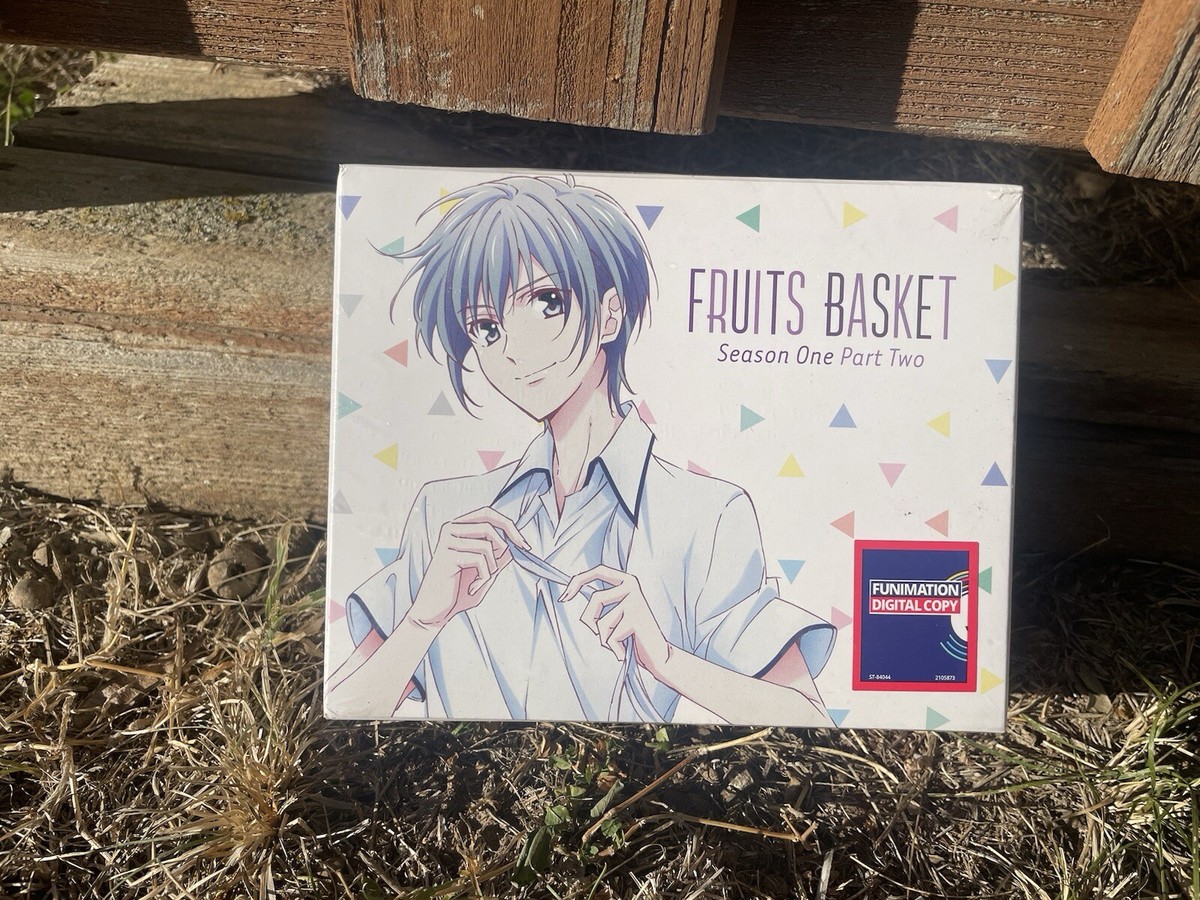 FRUITS BASKET
Season One Part Two
FUNIMATION
DIGITAL COPY
ST-84044 2105873